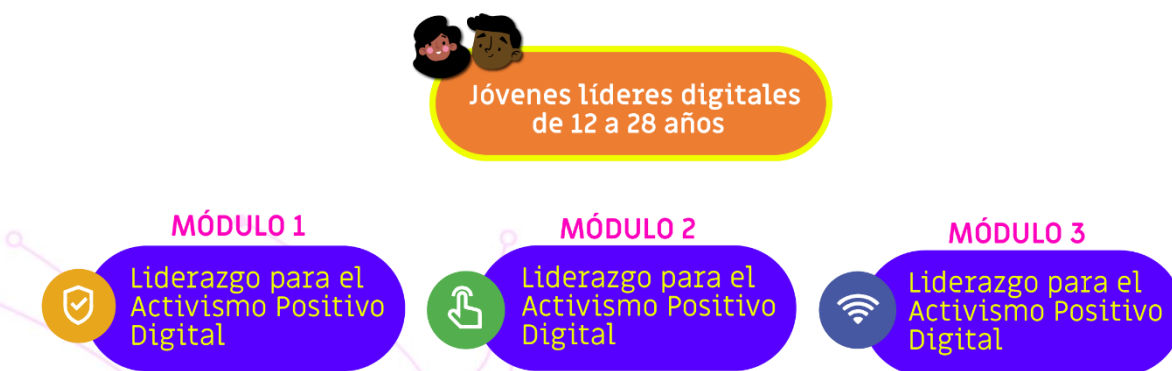 Jóvenes líderes digitales
de 12 a 28 años
MÓDULO 1
Liderazgo para el
Activismo Positivo
Digital
MÓDULO 2
Liderazgo para el
Activismo Positivo
Digital
MÓDULO 3
Liderazgo para el
Activismo Positivo
Digital